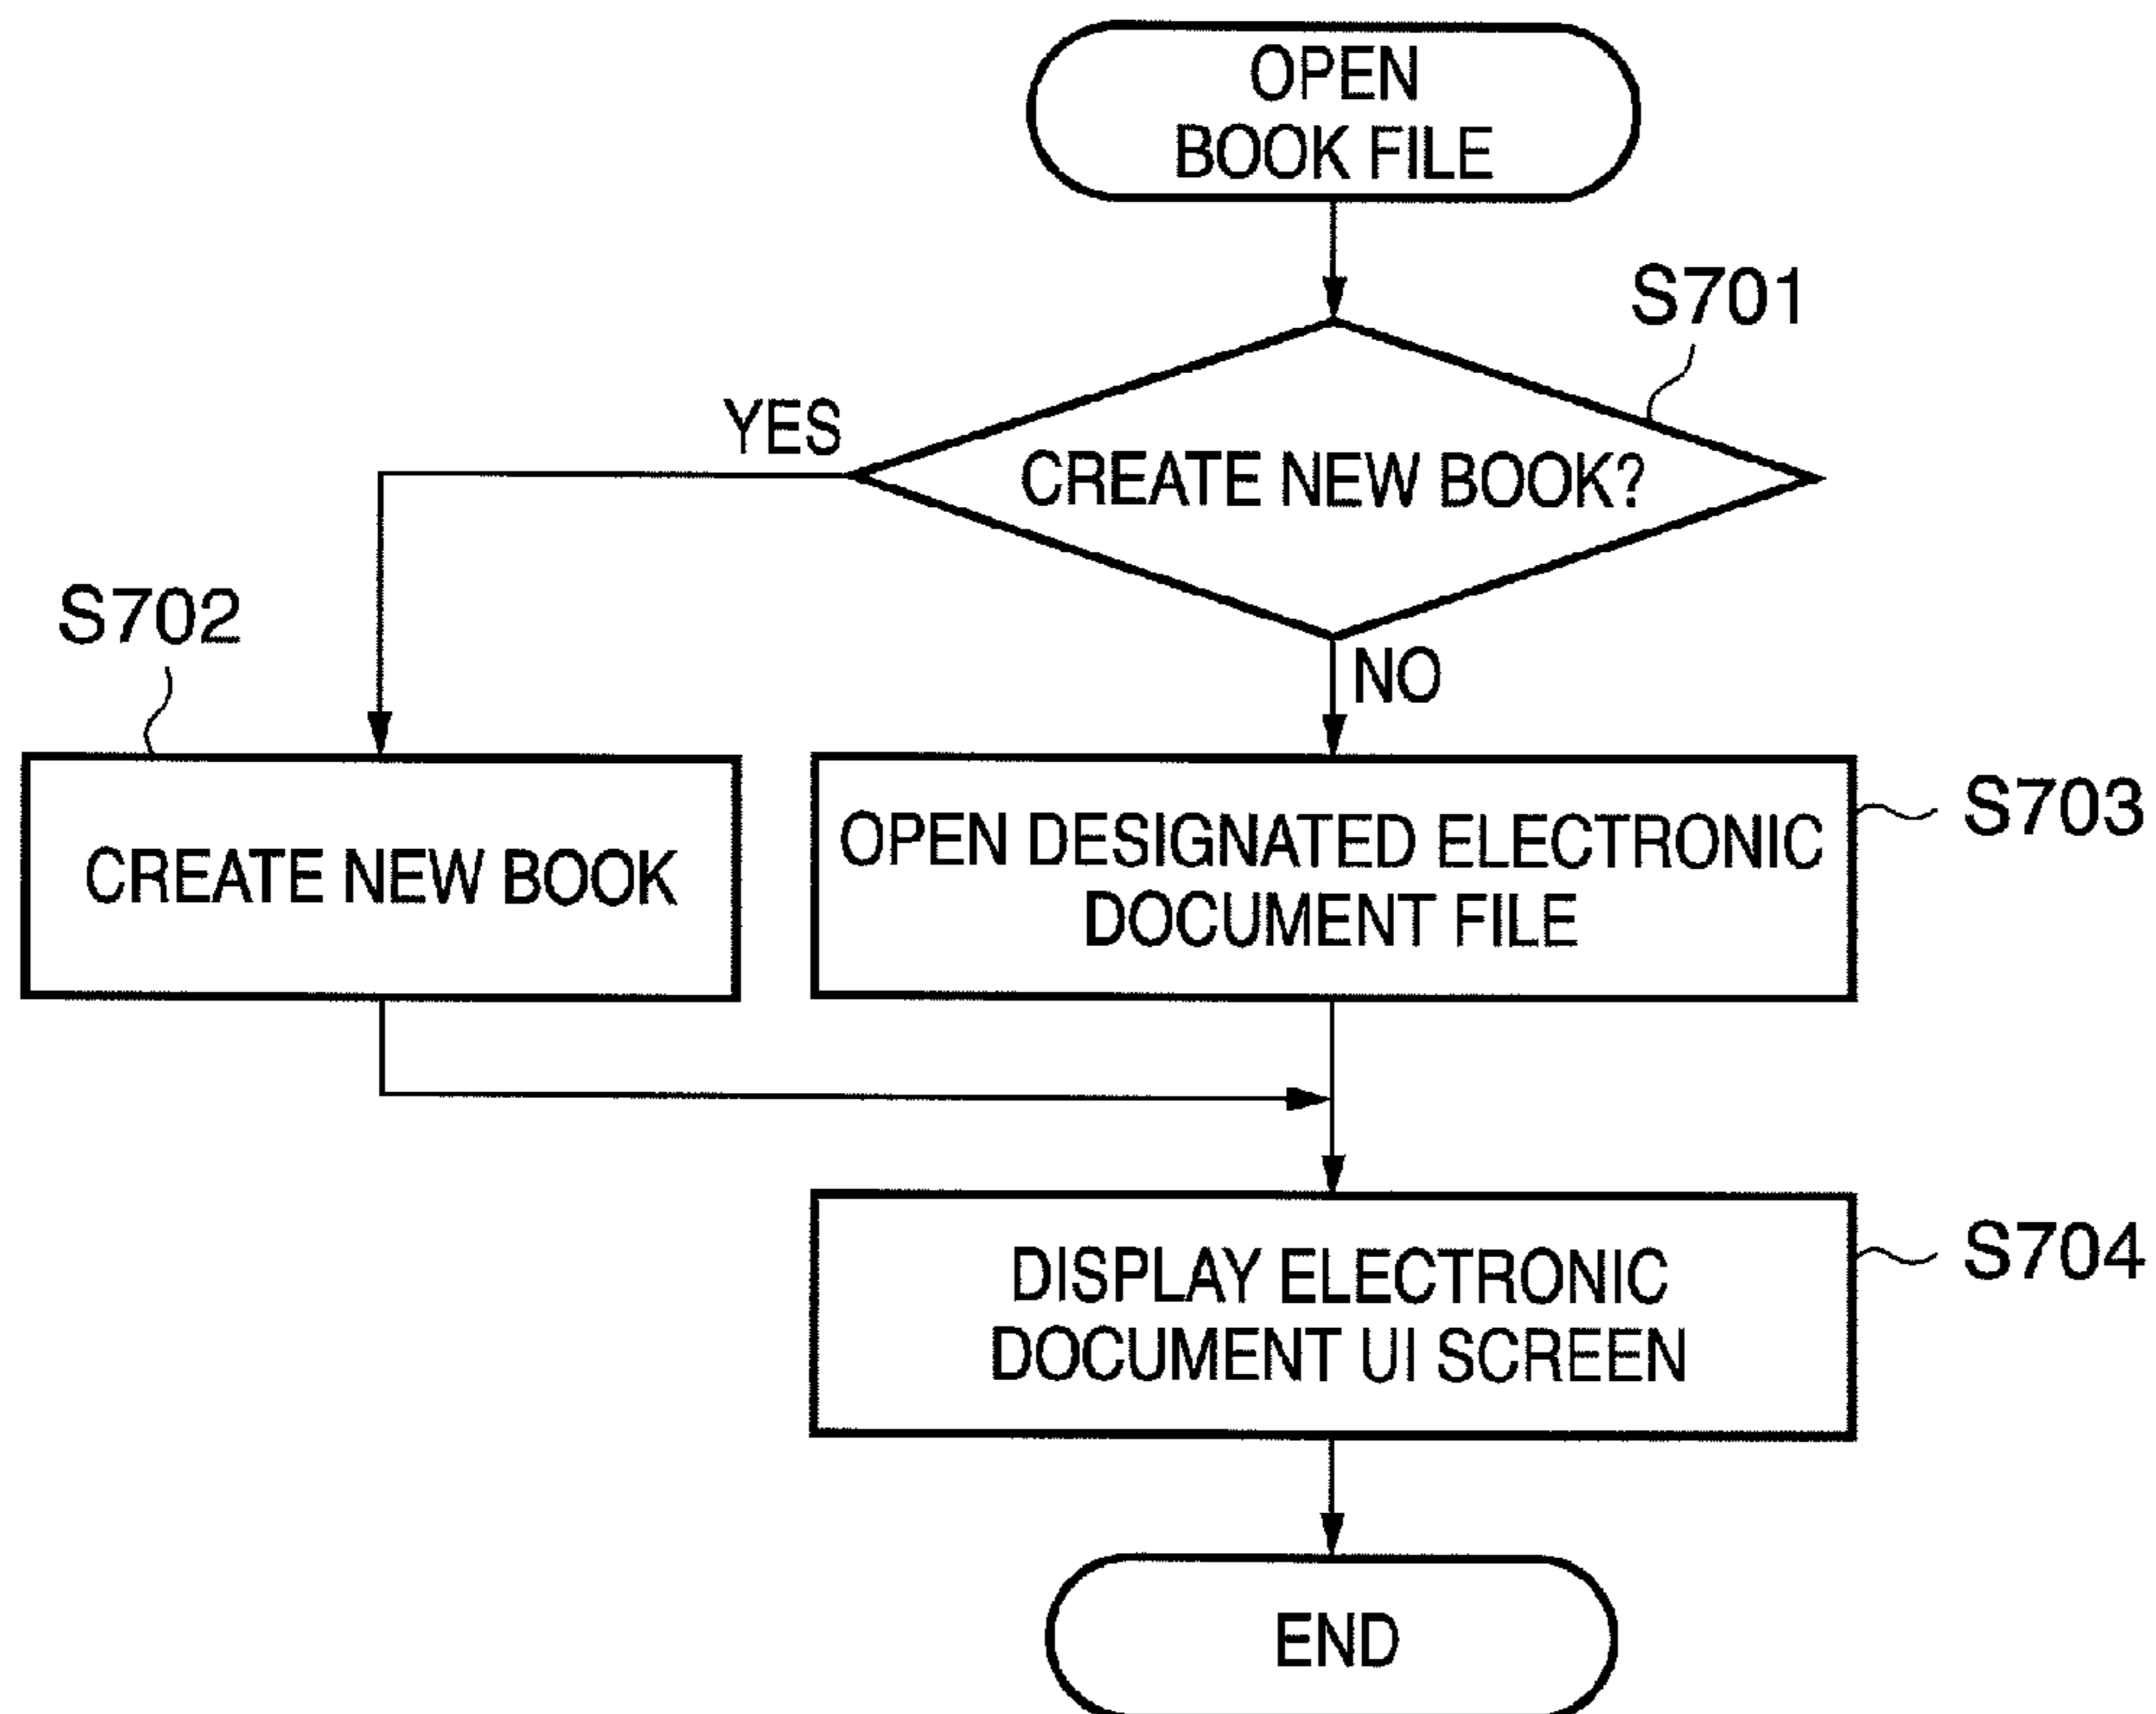 OPEN
BOOK FILE
S701
YES
CREATE NEW BOOK?
S702
NO
CREATE NEW BOOK
OPEN DESIGNATED ELECTRONIC
DOCUMENT FILE
S703
DISPLAY ELECTRONIC
DOCUMENT UI SCREEN
S704
END